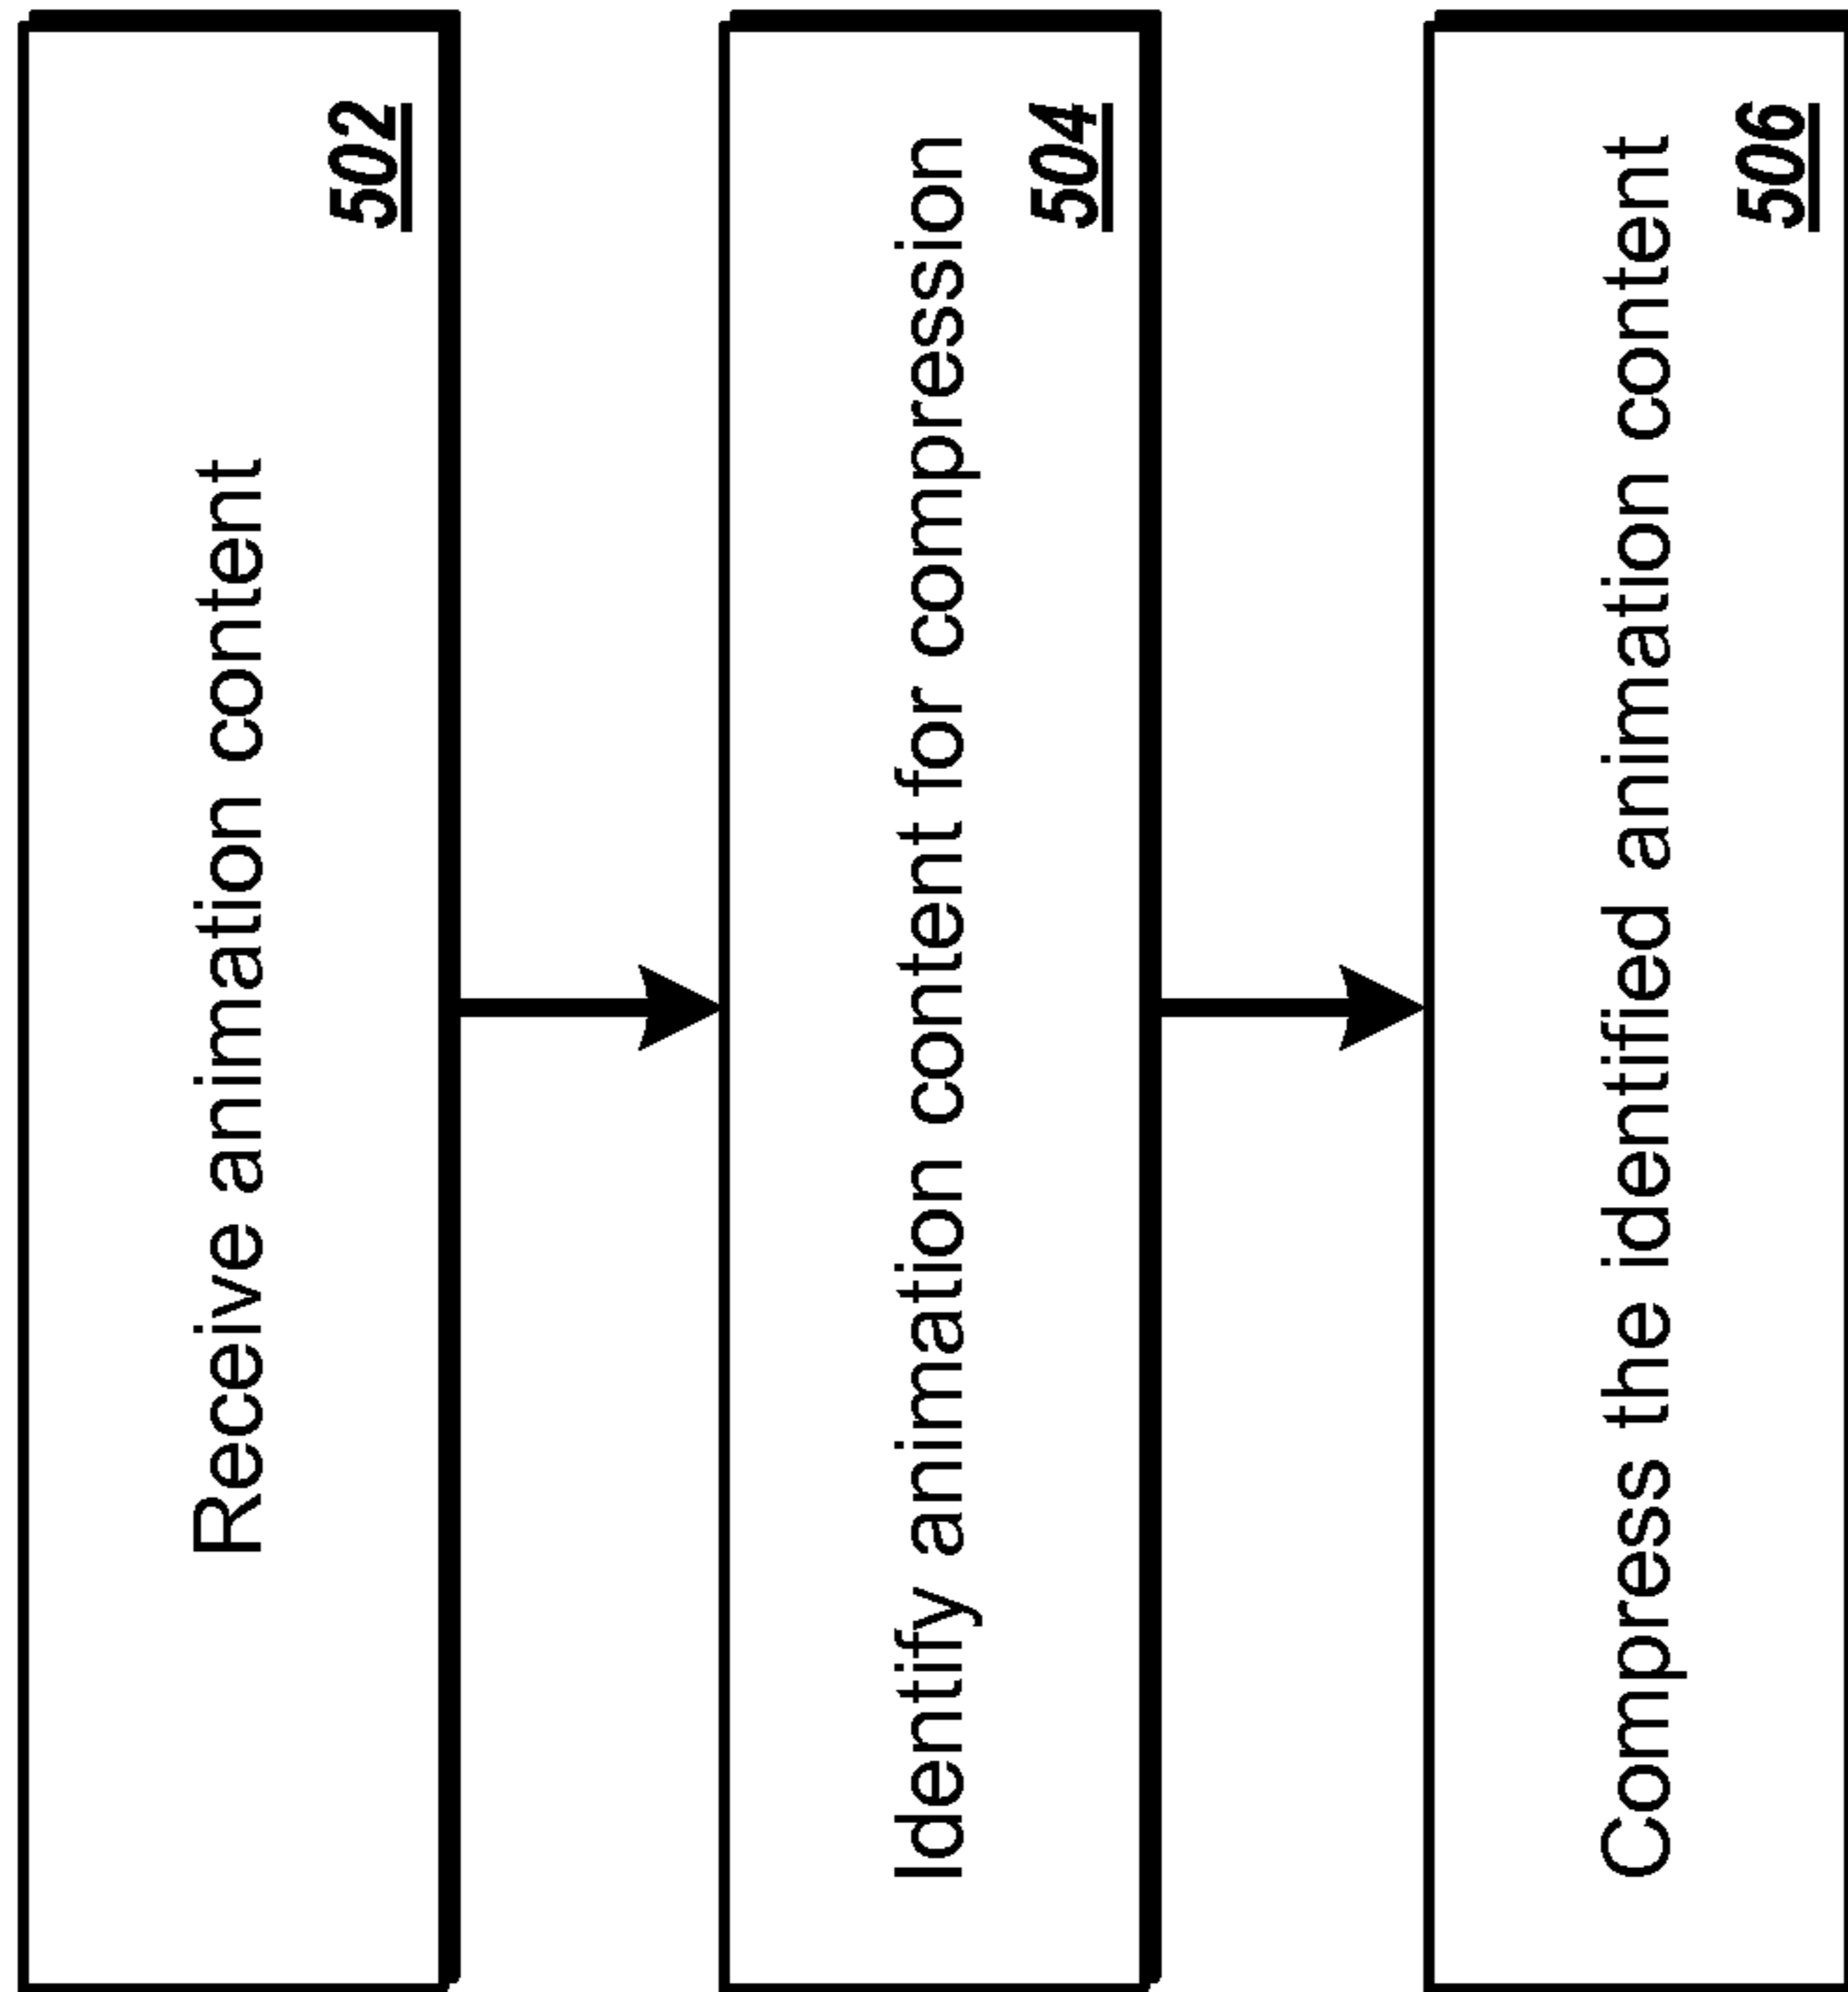 Receive animation content
502
Identify animation content for compression
504
Compress the identified animation content
506